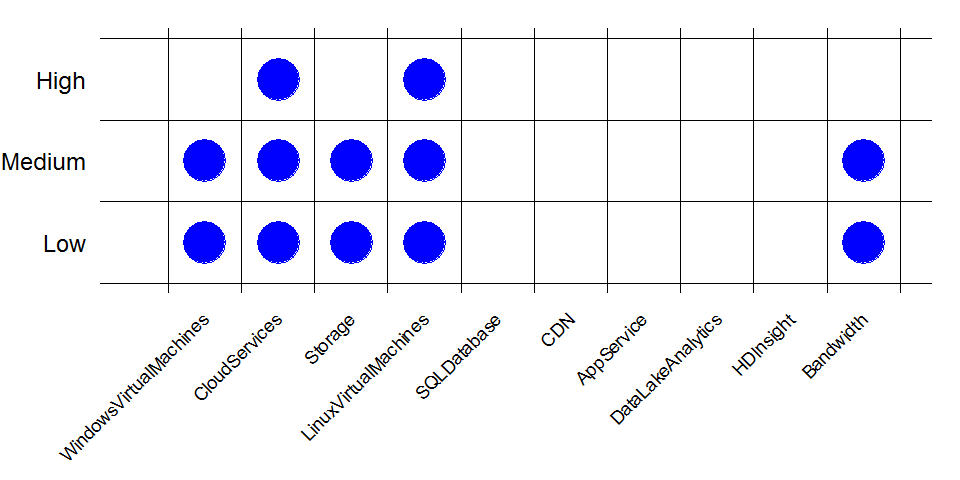 High
Medium
Low
WindowsVirtualMachines
CloudServices
Storage
LinuxVirtualMachines
SQLDatabase
CDN
AppService
DataLakeAnalytics
HDInsight
Bandwidth